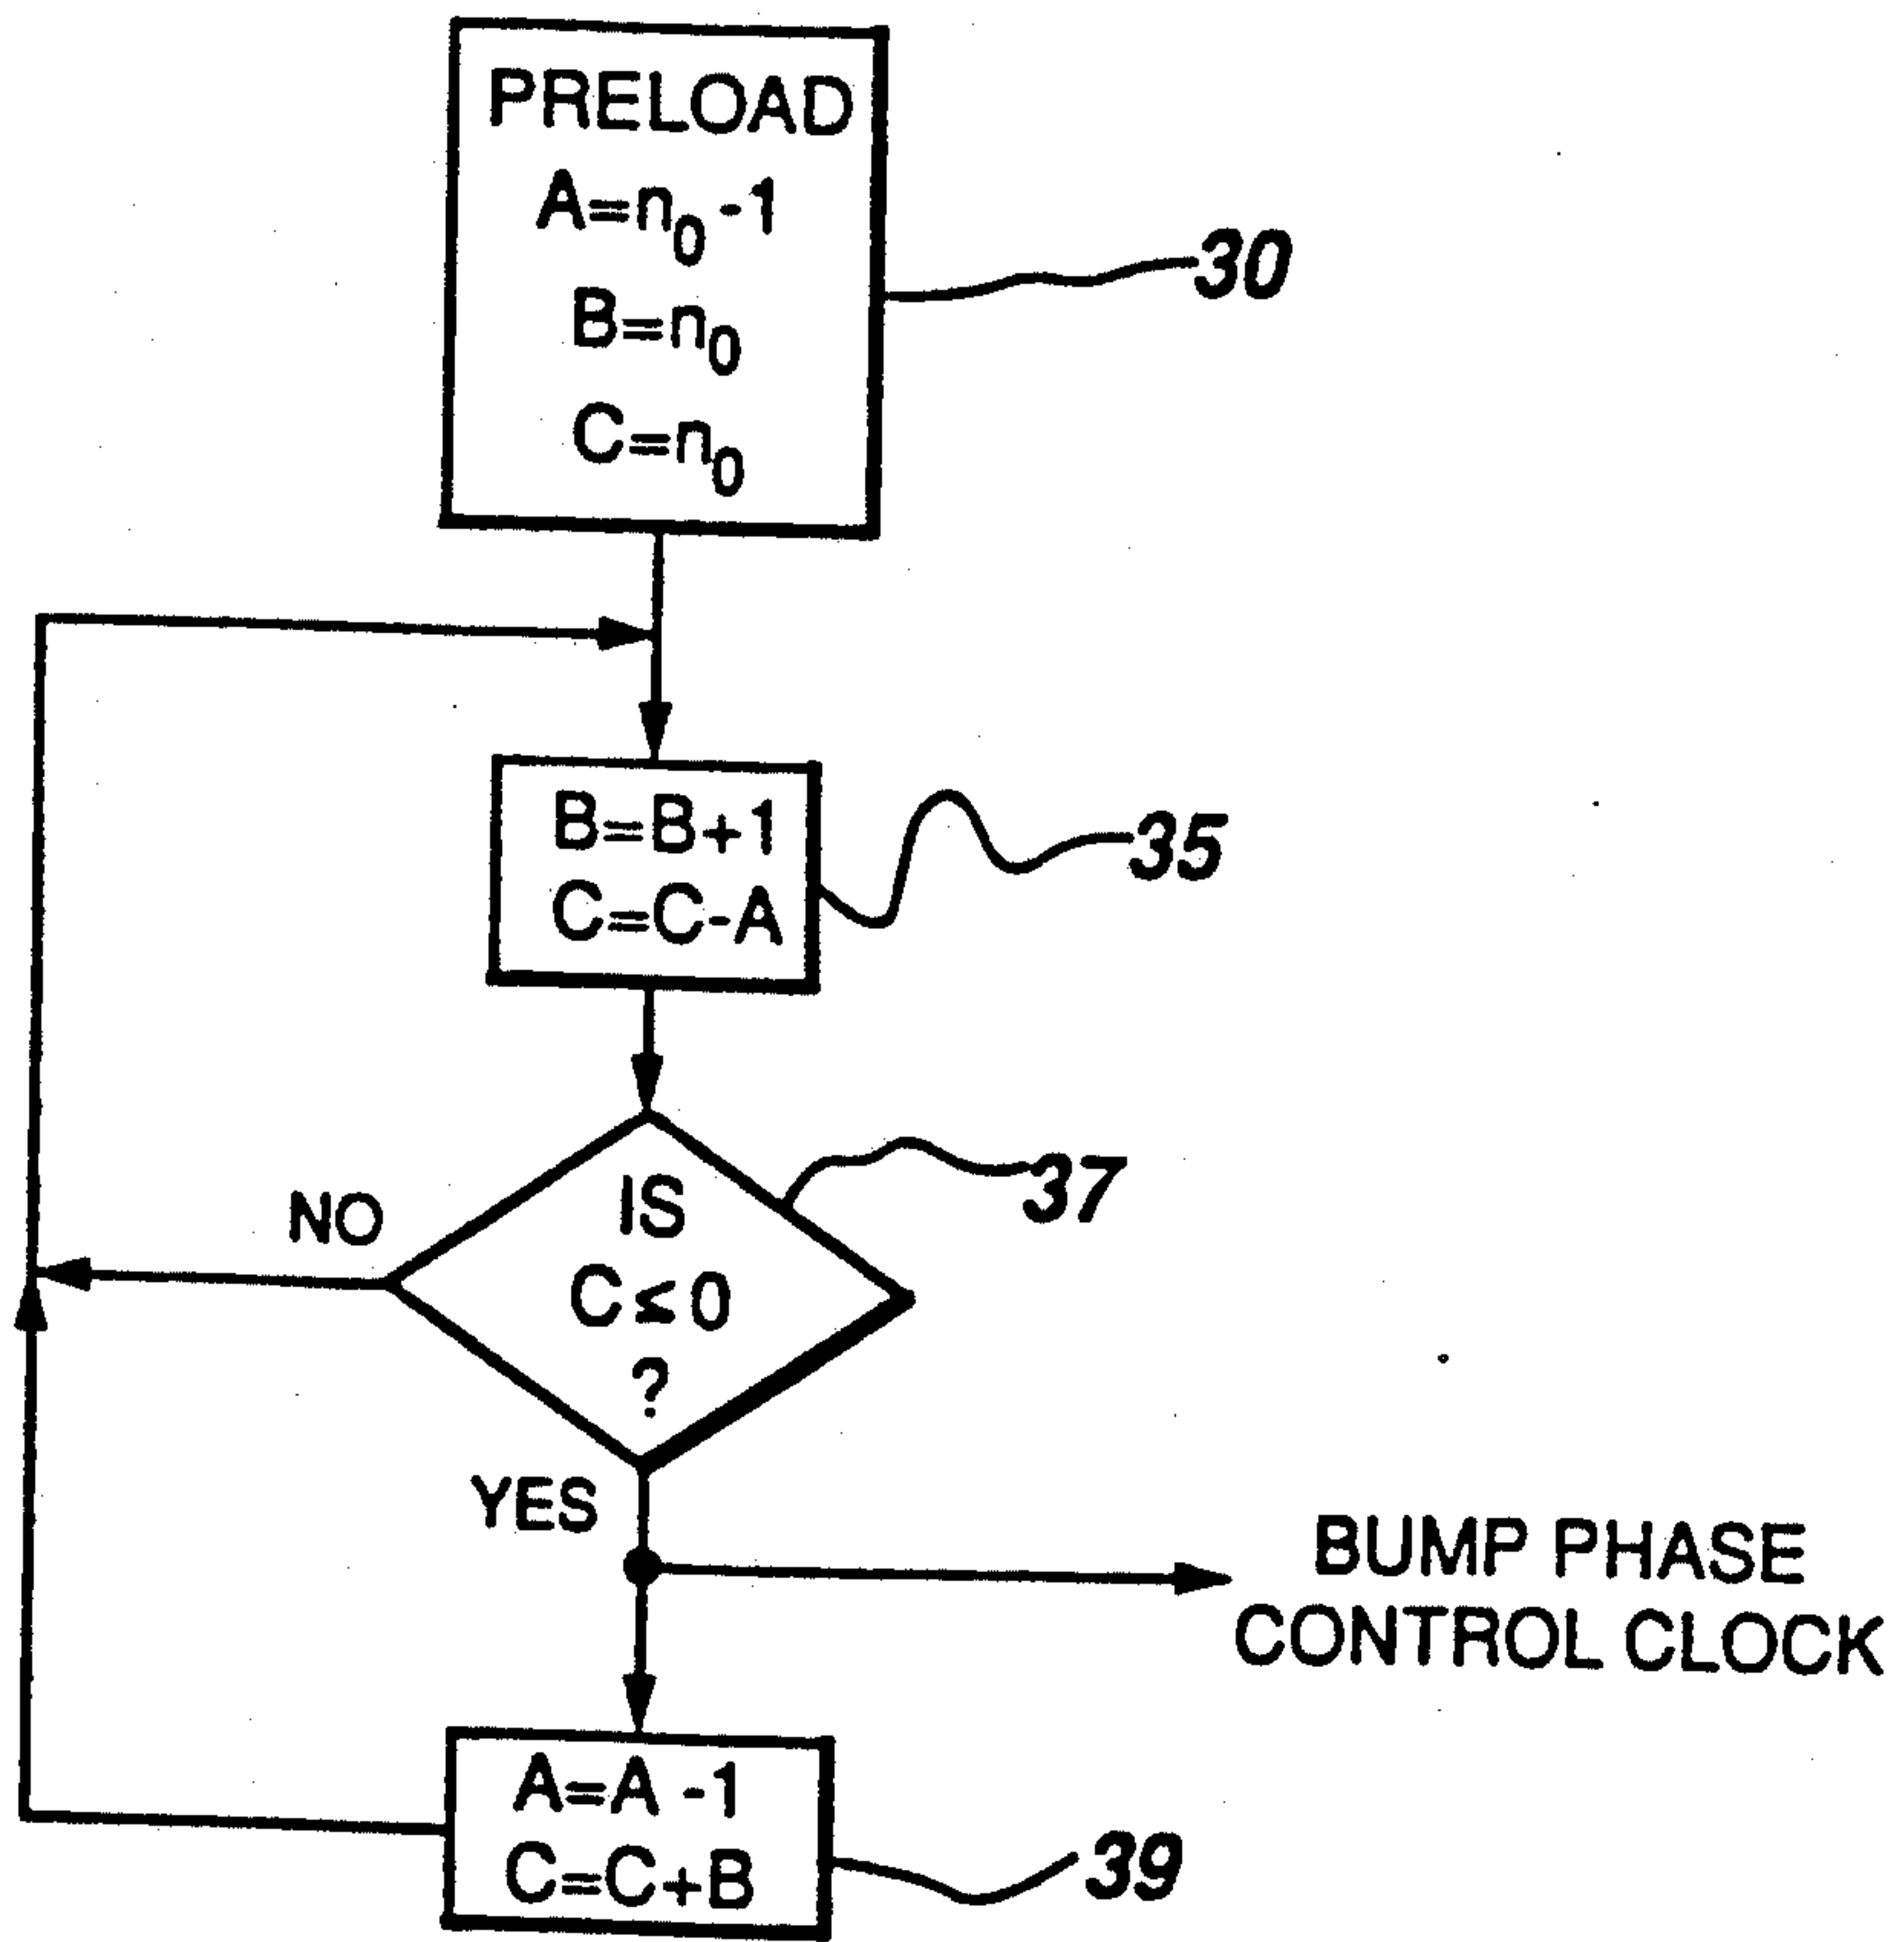 PRELOAD
A=n₀-1
B=n₀
C=n₀
30
B=B+1
C=C-A
35
IS
C≤0
?
37
NO
YES
BUMP PHASE
CONTROL CLOCK
A=A-1
C=C+B
39